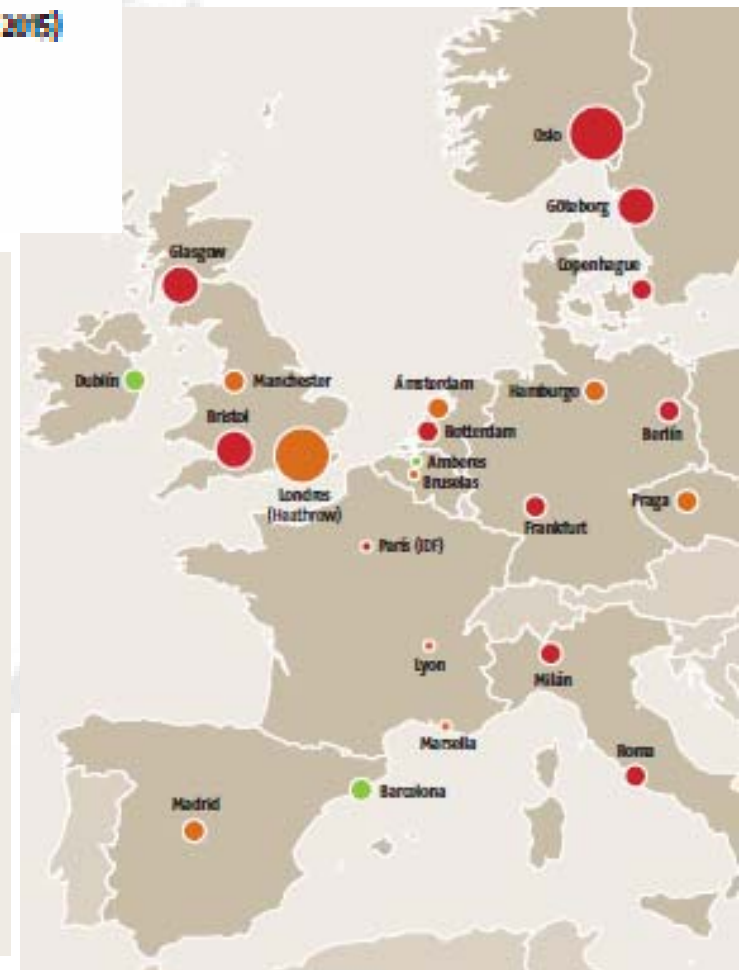 2015)
Oslo
Göteborg
Copenhague
Glasgow
Dublín
Manchester
Bristol
Londres
(Heathrow)
Ámsterdam
Rotterdam
Amberes
Bruselas
Hamburgo
Berlín
Frankfurt
Praga
París (IDF)
Lyon
Milán
Marsella
Roma
Barcelona
Madrid